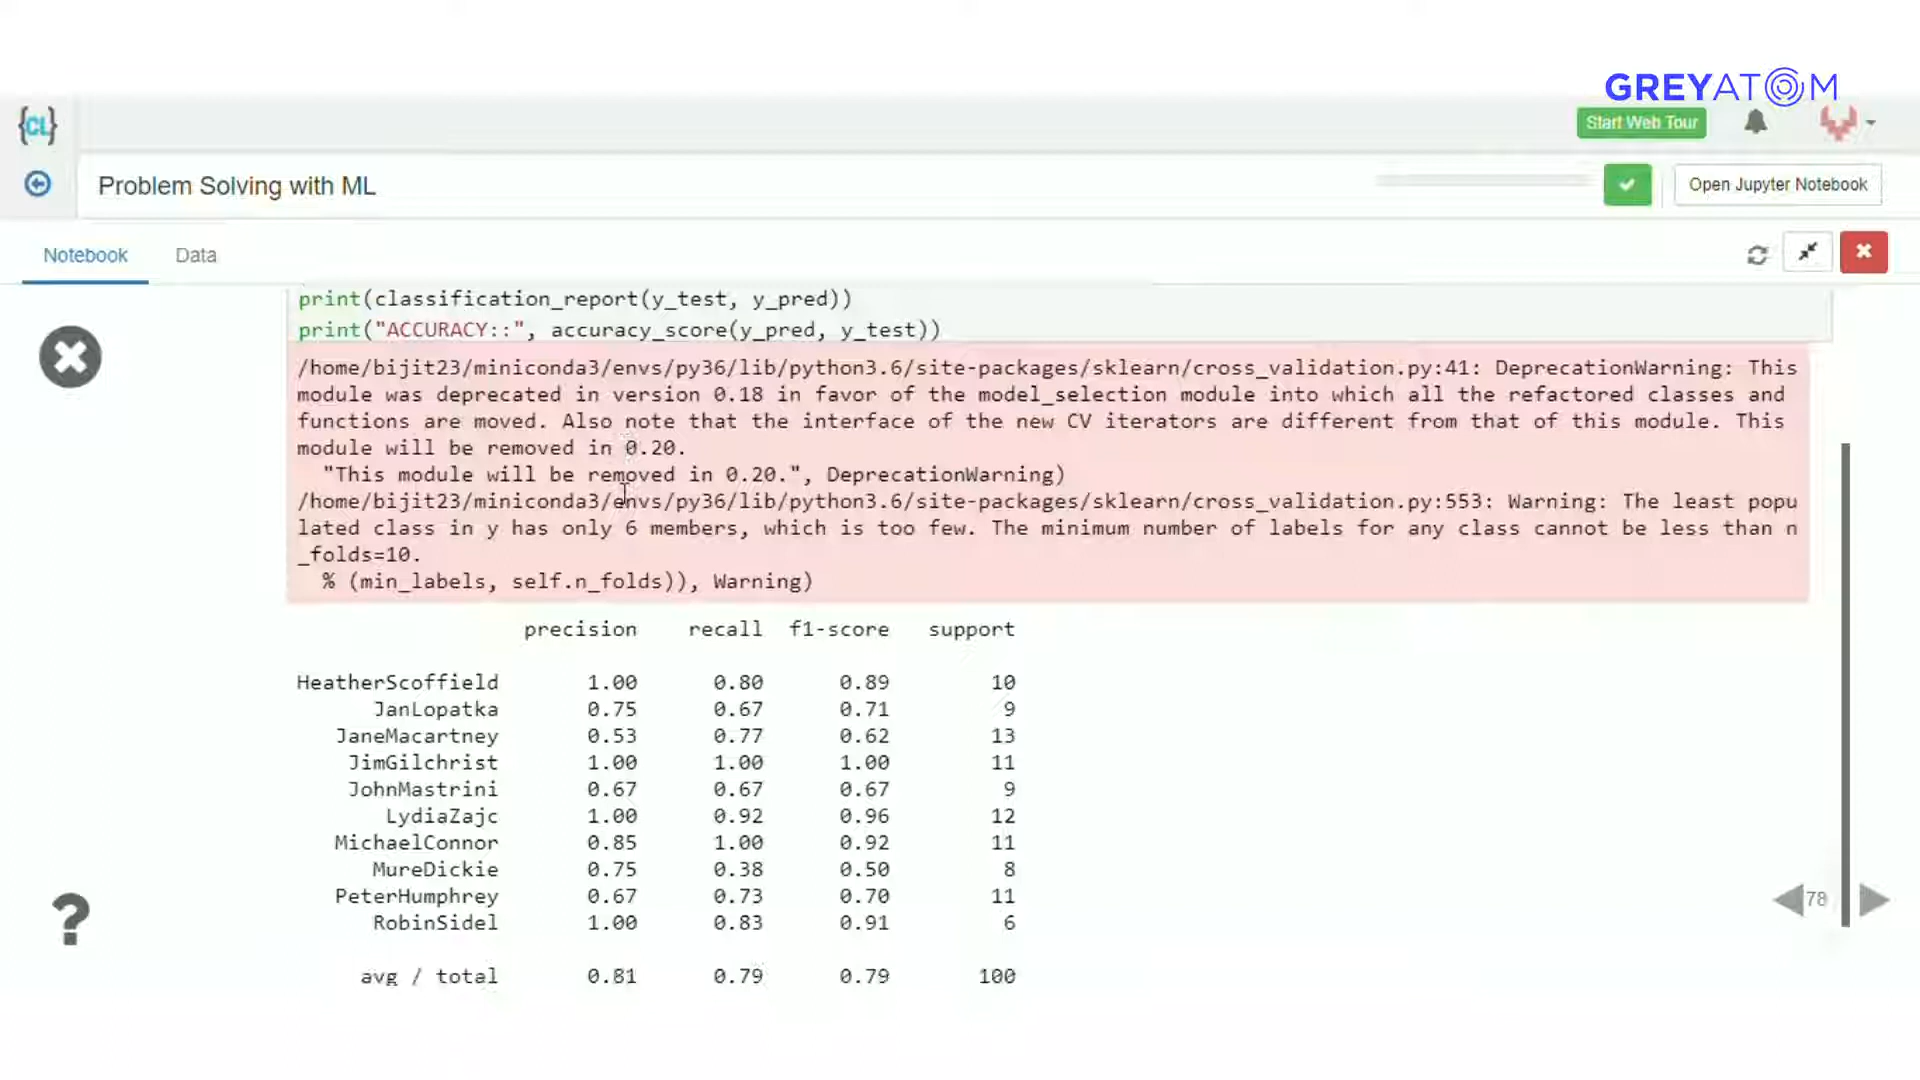 GREYATOM
{CL}
Start Web Tour
Problem Solving with ML
Open Jupyter Notebook
Notebook Data
print(classification_report(y_test, y_pred))
print("ACCURACY::", accuracy_score(y_pred, y_test))
/home/bijit23/miniconda3/envs/py36/lib/python3.6/site-packages/sklearn/cross_validation.py:41: DeprecationWarning: This
module was deprecated in version 0.18 in favor of the model_selection module into which all the refactored classes and
functions are moved. Also note that the interface of the new CV iterators are different from that of this module. This
module will be removed in 0.20.
"This module will be removed in 0.20.", DeprecationWarning)
/home/bijit23/miniconda3/envs/py36/lib/python3.6/site-packages/sklearn/cross_validation.py:553: Warning: The least popu
lated class in y has only 6 members, which is too few. The minimum number of labels for any class cannot be less than n
_folds=10.
% (min_labels, self.n_folds)), Warning)
precision recall f1-score support
HeatherScoffield 1.00 0.80 0.89 10
JanLopatka 0.75 0.67 0.71 9
JaneMacartney 0.53 0.77 0.62 13
JimGilchrist 1.00 1.00 1.00 11
JohnMastrini 0.67 0.67 0.67 9
LydiaZajc 1.00 0.92 0.96 12
MichaelConnor 0.85 1.00 0.92 11
MureDickie 0.75 0.38 0.50 8
PeterHumphrey 0.67 0.73 0.70 11
RobinSidel 1.00 0.83 0.91 6
avg / total 0.81 0.79 0.79 100
?
78